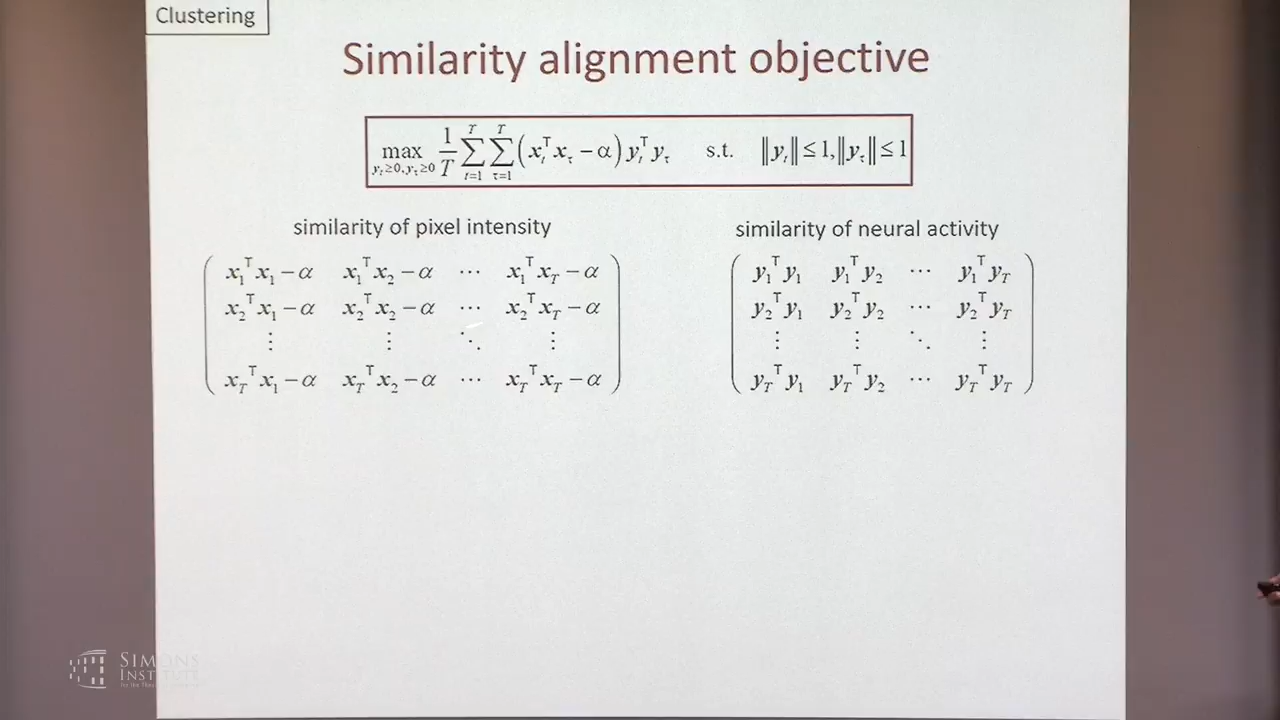 Clustering
Similarity alignment objective
max_{y_t≥0, y_τ≥0} 1/T ∑_{t=1}^{T} ∑_{τ=1}^{T} (x_t^T x_τ − α) y_t^T y_τ s.t. ‖y_t‖ ≤ 1, ‖y_τ‖ ≤ 1
similarity of pixel intensity similarity of neural activity
x_1^T x_1 − α x_1^T x_2 − α ⋯ x_1^T x_T − α y_1^T y_1 y_1^T y_2 ⋯ y_1^T y_T
x_2^T x_1 − α x_2^T x_2 − α ⋯ x_2^T x_T − α y_2^T y_1 y_2^T y_2 ⋯ y_2^T y_T
⋮ ⋮ ⋱ ⋮ ⋮ ⋮ ⋱ ⋮
x_T^T x_1 − α x_T^T x_2 − α ⋯ x_T^T x_T − α y_T^T y_1 y_T^T y_2 ⋯ y_T^T y_T
SIMONS
INSTITUTE